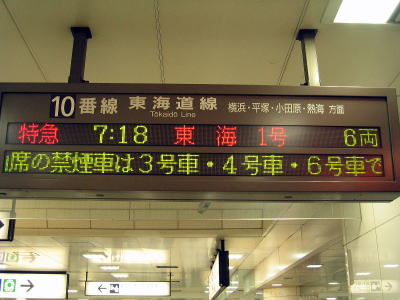 10番線 東海道線 横浜・平塚・小田原・熱海 方面
Tōkaidō Line
特急 7:18 東海 1号 6両
席の禁煙車は3号車・4号車・6号車で